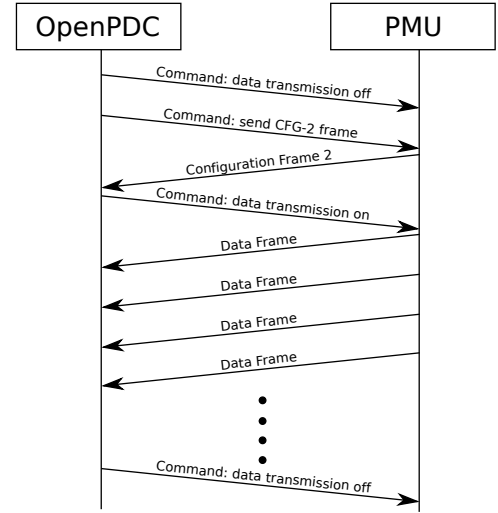 OpenPDC
PMU
Command: data transmission off
Command: send CFG-2 frame
Configuration Frame 2
Command: data transmission on
Data Frame
Data Frame
Data Frame
Data Frame
Command: data transmission off